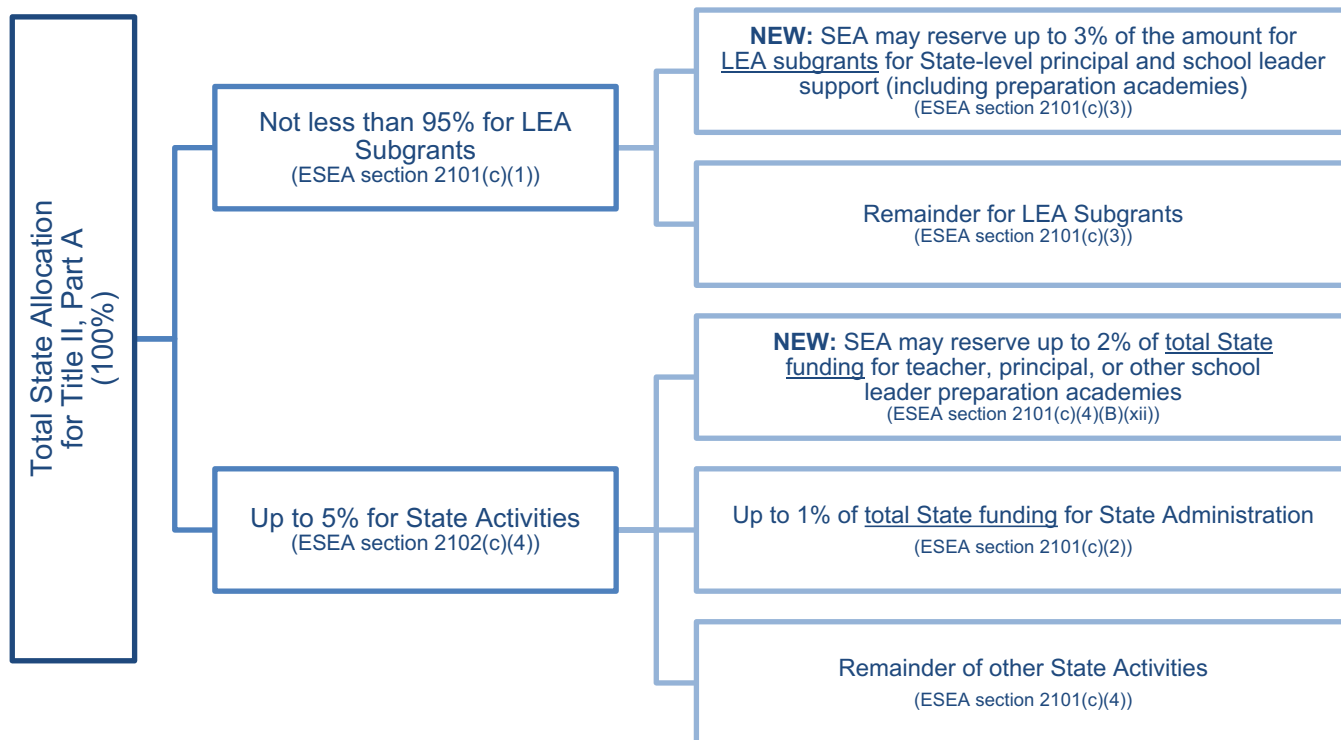 Total State Allocation
for Title II, Part A
(100%)
Not less than 95% for LEA
Subgrants
(ESEA section 2101(c)(1))
NEW: SEA may reserve up to 3% of the amount for
LEA subgrants for State-level principal and school leader
support (including preparation academies)
(ESEA section 2101(c)(3))
Remainder for LEA Subgrants
(ESEA section 2101(c)(3))
Up to 5% for State Activities
(ESEA section 2102(c)(4))
NEW: SEA may reserve up to 2% of total State
funding for teacher, principal, or other school
leader preparation academies
(ESEA section 2101(c)(4)(B)(xii))
Up to 1% of total State funding for State Administration
(ESEA section 2101(c)(2))
Remainder of other State Activities
(ESEA section 2101(c)(4))